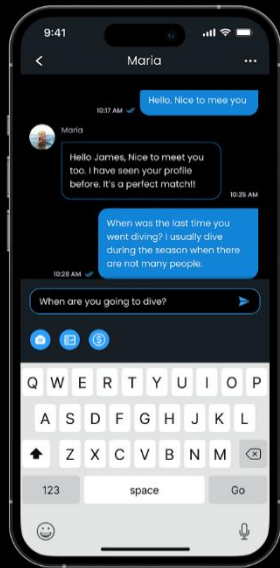 9:41
Maria
Hello, Nice to mee you
10:17 AM
Maria
Hello James, Nice to meet you
too. I have seen your profile
before. It's a perfect match!!
10:25 AM
When was the last time you
went diving? I usually dive
during the season when there
are not many people.
10:28 AM
When are you going to dive?
Q W E R T Y U I O P
A S D F G H J K L
Z X C V B N M
123 space Go